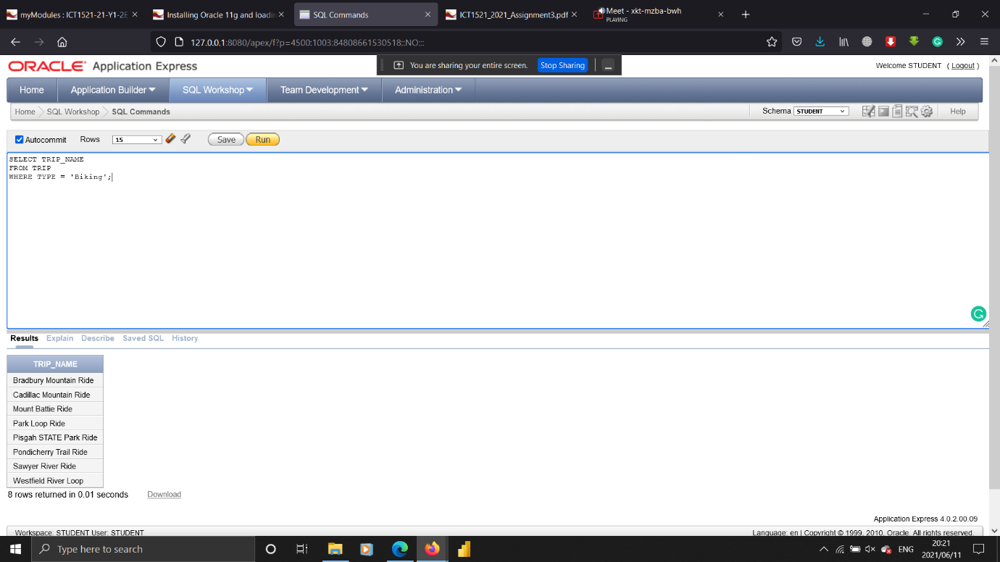 myModules : ICT1521-21-Y1-2E
Installing Oracle 11g and loadin
SQL Commands
ICT1521_2021_Assignment3.pdf
Meet - xkt-mzba-bwh
PLAYING
127.0.0.1:8080/apex/f?p=4500:1003:84808661530518::NO:::
ORACLE Application Express
You are sharing your entire screen.
Stop Sharing
Welcome STUDENT ( Logout )
Home
Application Builder
SQL Workshop
Team Development
Administration
Home
SQL Workshop
SQL Commands
Schema
STUDENT
Help
Autocommit
Rows
15
Save
Run
SELECT TRIP_NAME
FROM TRIP
WHERE TYPE = 'Biking';
Results
Explain
Describe
Saved SQL
History
TRIP_NAME
Bradbury Mountain Ride
Cadillac Mountain Ride
Mount Battie Ride
Park Loop Ride
Pisgah STATE Park Ride
Pondicherry Trail Ride
Sawyer River Ride
Westfield River Loop
8 rows returned in 0.01 seconds
Download
Application Express 4.0.2.00.09
Workspace: STUDENT User: STUDENT
Language: en | Copyright © 1999, 2010, Oracle. All rights reserved.
Type here to search
ENG
20:21
2021/06/11